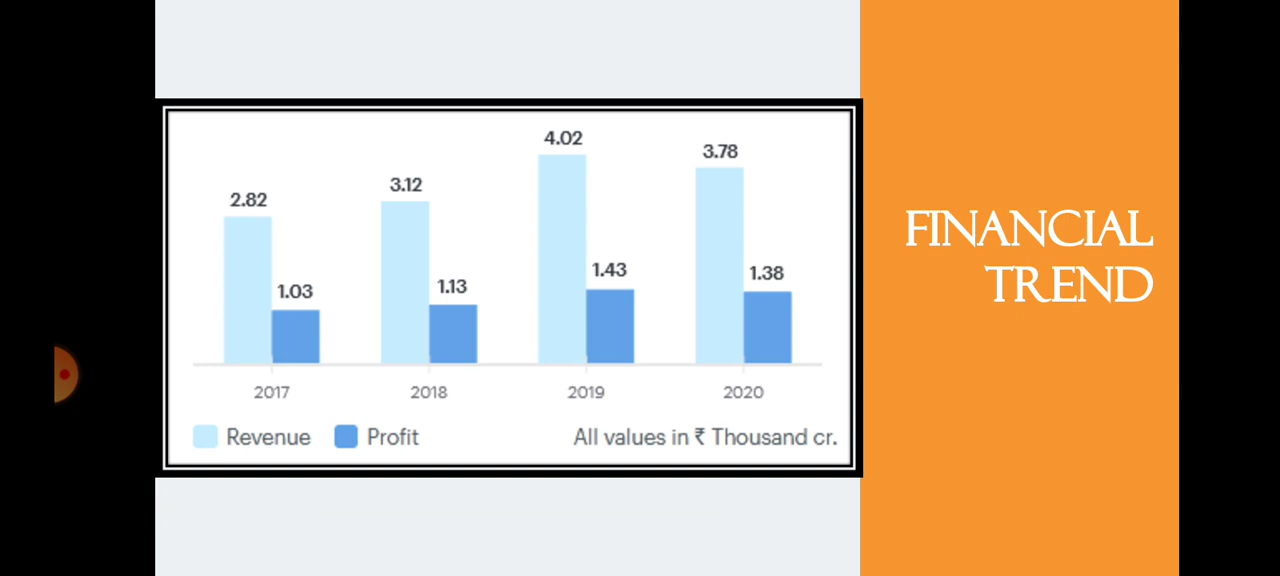 4.02
3.78
3.12
2.82
1.43
1.38
1.13
1.03
2017 2018 2019 2020
Revenue Profit All values in ₹ Thousand cr.
FINANCIAL
TREND